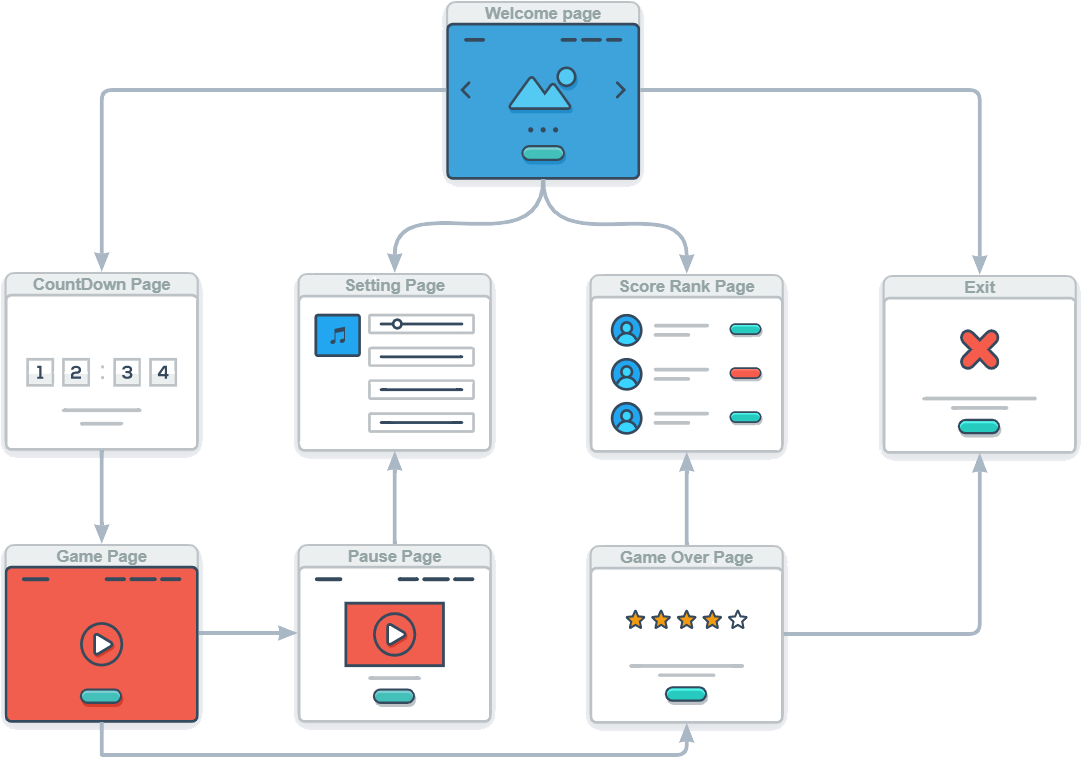 Welcome page
CountDown Page
Setting Page
Score Rank Page
Exit
1 2 : 3 4
Game Page
Pause Page
Game Over Page